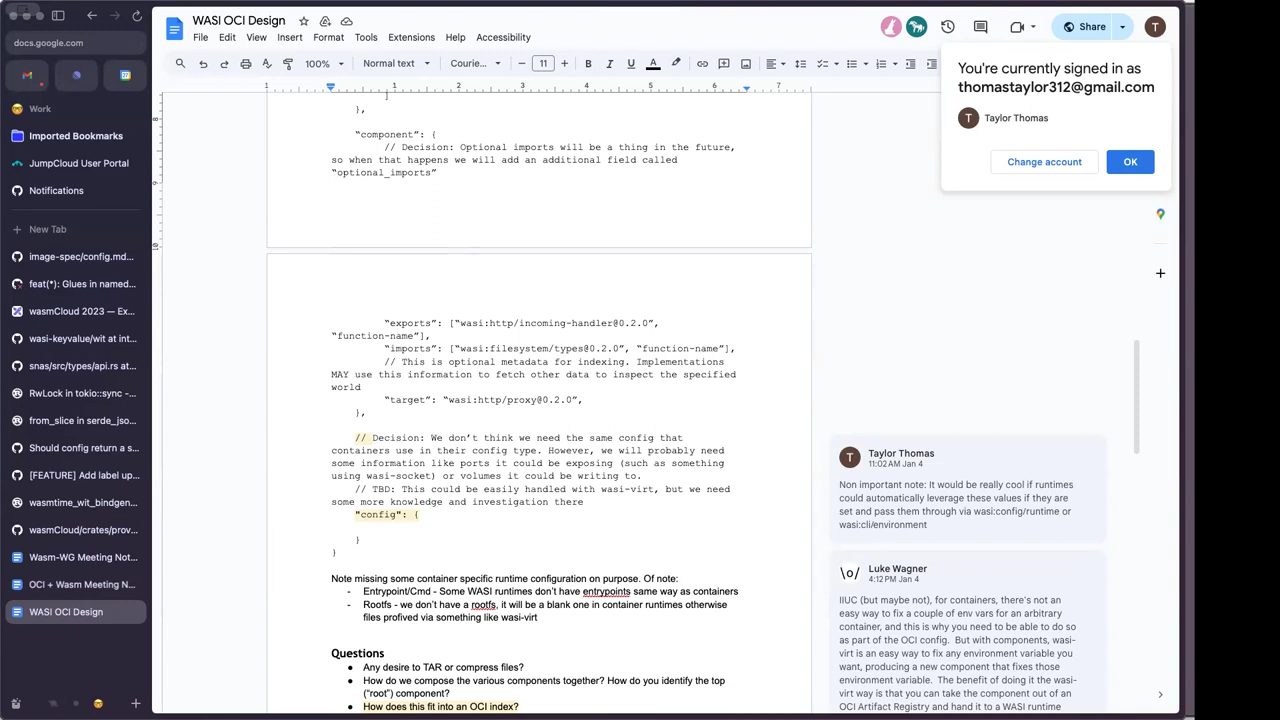 docs.google.com
Work
Imported Bookmarks
JumpCloud User Portal
Notifications
New Tab
image-spec/config.md...
feat(*): Glues in named...
wasmCloud 2023 — Ex...
wasi-keyvalue/wit at int...
snas/src/types/api.rs at...
RwLock in tokio::sync -...
from_slice in serde_jso...
Should config return a s...
[FEATURE] Add label up...
wasmtime_wit_bindgen...
wasmCloud/crates/prov...
Wasm-WG Meeting Not...
OCI + Wasm Meeting N...
WASI OCI Design
WASI OCI Design
File Edit View Insert Format Tools Extensions Help Accessibility
Share
T
100% Normal text Courie... 11 B I U A
1 1 2 3 4 5 6 7
8
9
10
]
},
“component”: {
// Decision: Optional imports will be a thing in the future,
so when that happens we will add an additional field called
“optional_imports”
“exports”: [“wasi:http/incoming-handler@0.2.0”,
“function-name”],
“imports”: [“wasi:filesystem/types@0.2.0”, “function-name”],
// This is optional metadata for indexing. Implementations
MAY use this information to fetch other data to inspect the specified
world
“target”: “wasi:http/proxy@0.2.0”,
},
// Decision: We don’t think we need the same config that
containers use in their config type. However, we will probably need
some information like ports it could be exposing (such as something
using wasi-socket) or volumes it could be writing to.
// TBD: This could be easily handled with wasi-virt, but we need
some more knowledge and investigation there
"config": {
}
}
Note missing some container specific runtime configuration on purpose. Of note:
- Entrypoint/Cmd - Some WASI runtimes don’t have entrypoints same way as containers
- Rootfs - we don’t have a rootfs, it will be a blank one in container runtimes otherwise
files profived via something like wasi-virt
Questions
● Any desire to TAR or compress files?
● How do we compose the various components together? How do you identify the top
(“root”) component?
● How does this fit into an OCI index?
You're currently signed in as
thomastaylor312@gmail.com
T Taylor Thomas
Change account OK
T Taylor Thomas
11:02 AM Jan 4
Non important note: It would be really cool if runtimes
could automatically leverage these values if they are
set and pass them through via wasi:config/runtime or
wasi:cli/environment
\o/ Luke Wagner
4:12 PM Jan 4
IIUC (but maybe not), for containers, there's not an
easy way to fix a couple of env vars for an arbitrary
container, and this is why you need to be able to do so
as part of the OCI config. But with components, wasi-
virt is an easy way to fix any environment variable you
want, producing a new component that fixes those
environment variable. The benefit of doing it the wasi-
virt way is that you can take the component out of an
OCI Artifact Registry and hand it to a WASI runtime